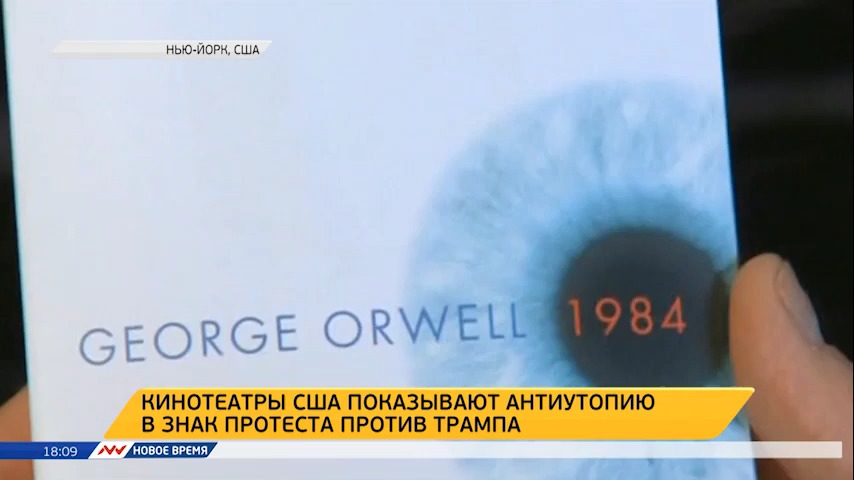 НЬЮ-ЙОРК, США
GEORGE ORWELL 1984
КИНОТЕАТРЫ США ПОКАЗЫВАЮТ АНТИУТОПИЮ
В ЗНАК ПРОТЕСТА ПРОТИВ ТРАМПА
18:09 НОВОЕ ВРЕМЯ